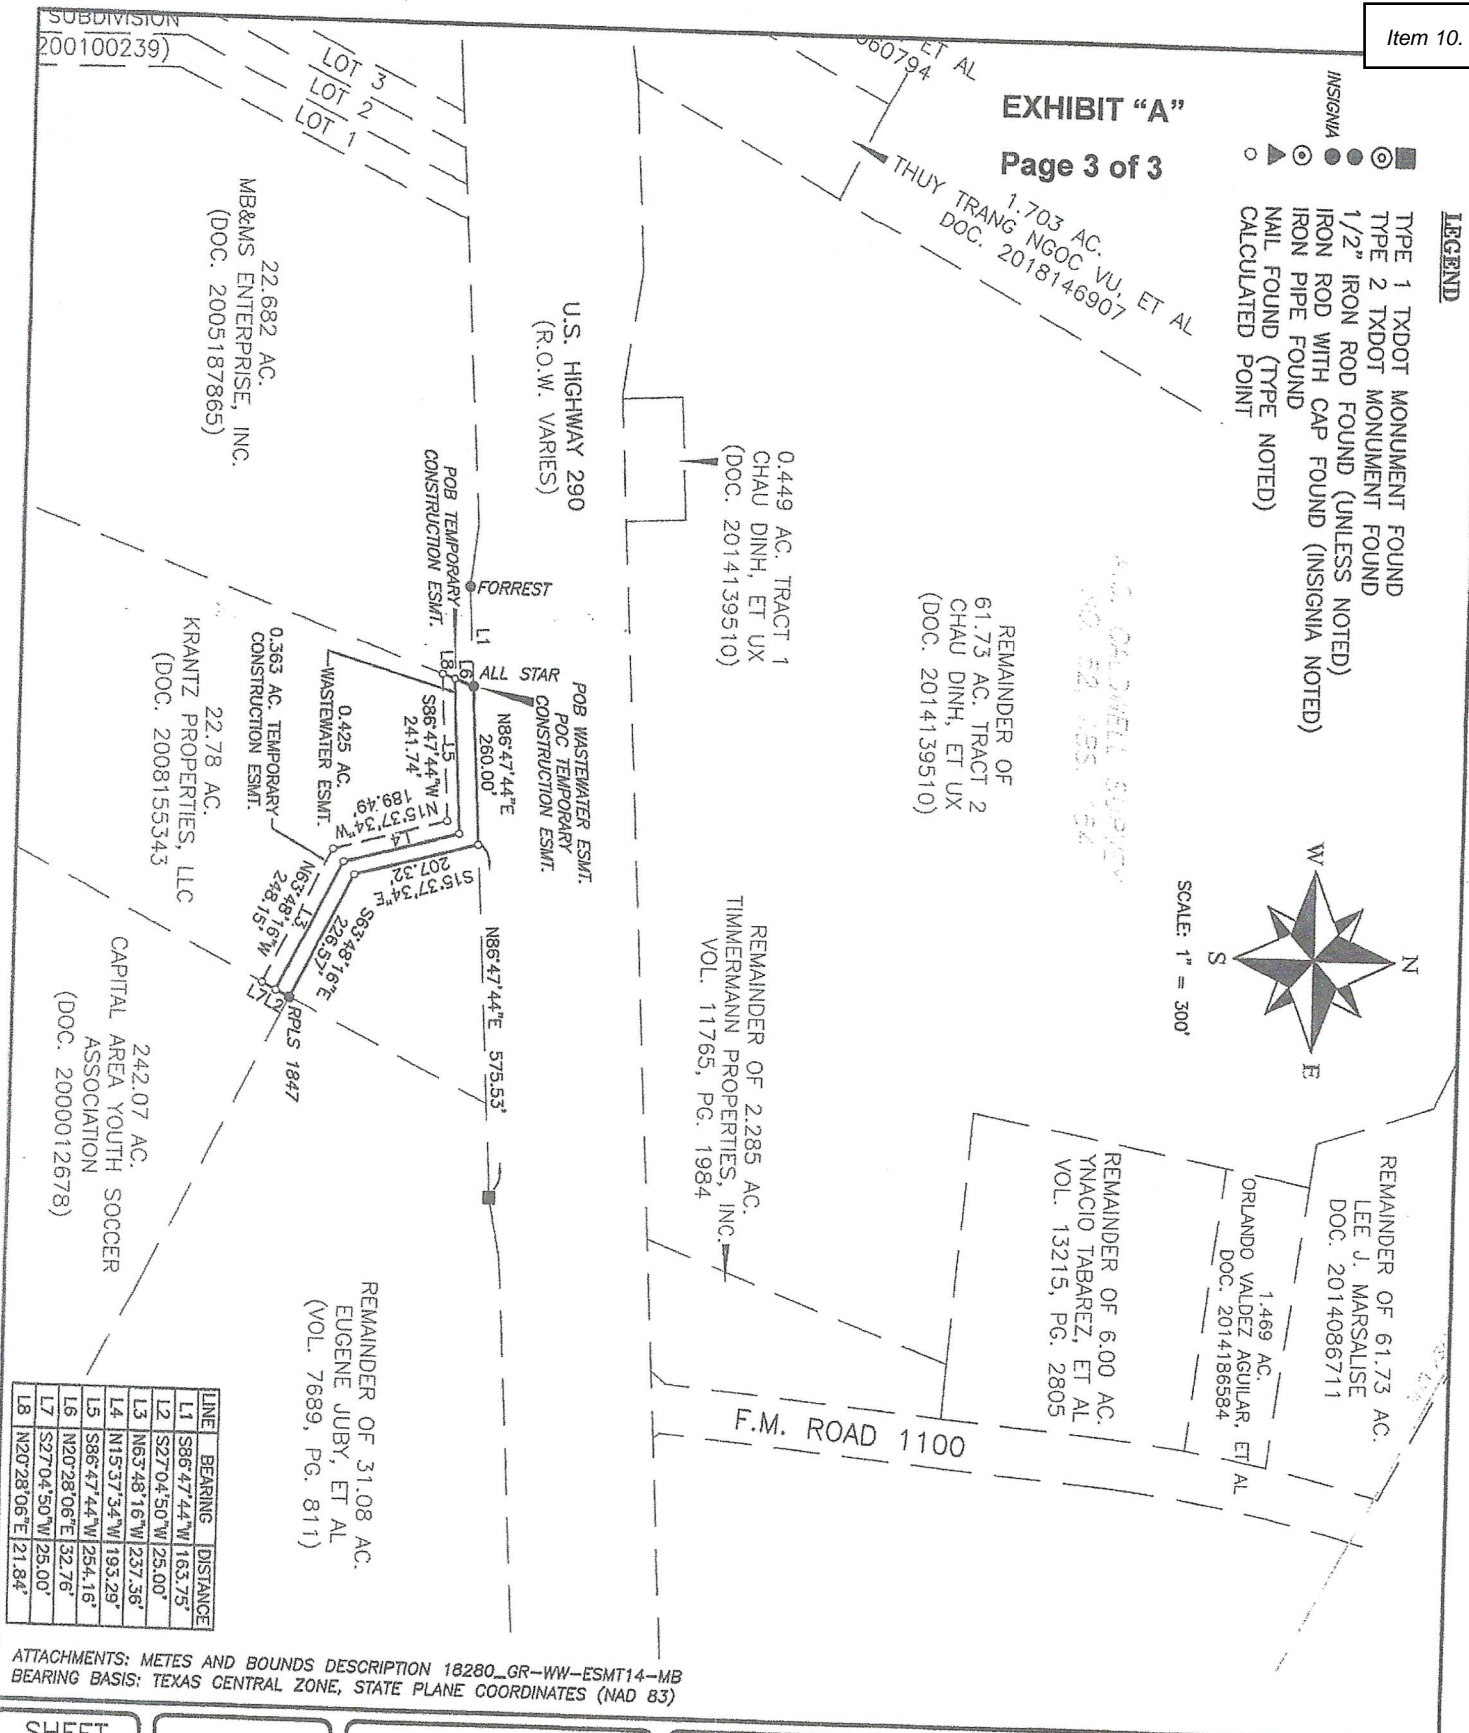 Item 10.
EXHIBIT "A"
Page 3 of 3
LEGEND
TYPE 1 TXDOT MONUMENT FOUND
TYPE 2 TXDOT MONUMENT FOUND
1/2" IRON ROD FOUND (UNLESS NOTED)
INSIGNIA
IRON ROD WITH CAP FOUND (INSIGNIA NOTED)
IRON PIPE FOUND
NAIL FOUND (TYPE NOTED)
CALCULATED POINT
N
W
E
S
SCALE: 1" = 300'
REMAINDER OF 61.73 AC.
LEE J. MARSALISE
DOC. 2014086711
1.469 AC.
ORLANDO VALDEZ AGUILAR, ET AL
DOC. 2014186584
REMAINDER OF 6.00 AC.
YNACIO TABAREZ, ET AL
VOL. 13215, PG. 2805
F.M. ROAD 1100
ET AL
060794
1.703 AC.
THUY TRANG NGOC VU, ET AL
DOC. 2018146907
REMAINDER OF
61.73 AC. TRACT 2
CHAU DINH, ET UX
(DOC. 2014139510)
0.449 AC. TRACT 1
CHAU DINH, ET UX
(DOC. 2014139510)
REMAINDER OF 2.285 AC.
TIMMERMANN PROPERTIES, INC.
VOL. 11765, PG. 1984
U.S. HIGHWAY 290
(R.O.W. VARIES)
SUBDIVISION
200100239)
LOT 3
LOT 2
LOT 1
22.682 AC.
MB&MS ENTERPRISE, INC.
(DOC. 2005187865)
FORREST
L1
ALL STAR
POB WASTEWATER ESMT.
POC TEMPORARY
CONSTRUCTION ESMT.
POB TEMPORARY
CONSTRUCTION ESMT.
L6
L8
N86°47'44"E
260.00'
N86°47'44"E 575.53'
L5
S86°47'44"W
241.74'
N15°37'34"W
189.49'
L4
S15°37'34"E
207.32'
S63°48'16"E
226.57'
L3
N63°48'16"W
248.15'
L7
L2
RPLS 1847
0.425 AC.
WASTEWATER ESMT.
0.363 AC. TEMPORARY
CONSTRUCTION ESMT.
22.78 AC.
KRANTZ PROPERTIES, LLC
(DOC. 2008155343
242.07 AC.
CAPITAL AREA YOUTH SOCCER
ASSOCIATION
(DOC. 2000012678)
REMAINDER OF 31.08 AC.
EUGENE JUBY, ET AL
(VOL. 7689, PG. 811)
LINE BEARING DISTANCE
L1 S86°47'44"W 163.75'
L2 S27°04'50"W 25.00'
L3 N63°48'16"W 237.36'
L4 N15°37'34"W 193.29'
L5 S86°47'44"W 254.16'
L6 N20°28'06"E 32.76'
L7 S27°04'50"W 25.00'
L8 N20°28'06"E 21.84'
ATTACHMENTS: METES AND BOUNDS DESCRIPTION 18280_GR-WW-ESMT14-MB
BEARING BASIS: TEXAS CENTRAL ZONE, STATE PLANE COORDINATES (NAD 83)
SHEET